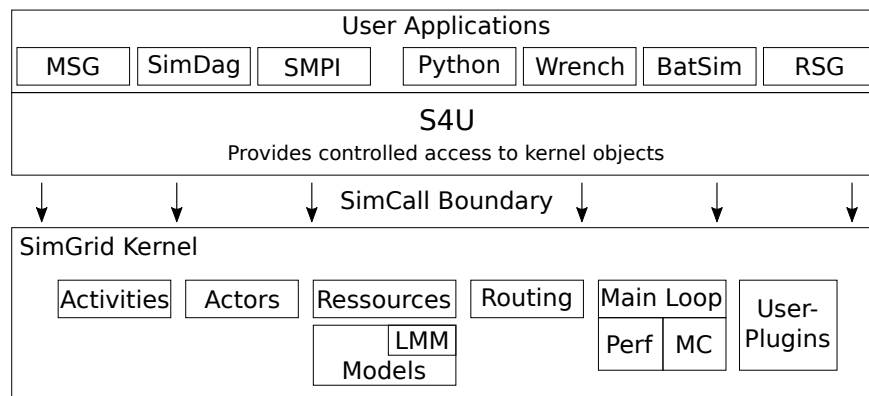 User Applications
MSG SimDag SMPI Python Wrench BatSim RSG
S4U
Provides controlled access to kernel objects
SimCall Boundary
SimGrid Kernel
Activities Actors Ressources Routing Main Loop User-
Plugins
LMM Perf MC
Models